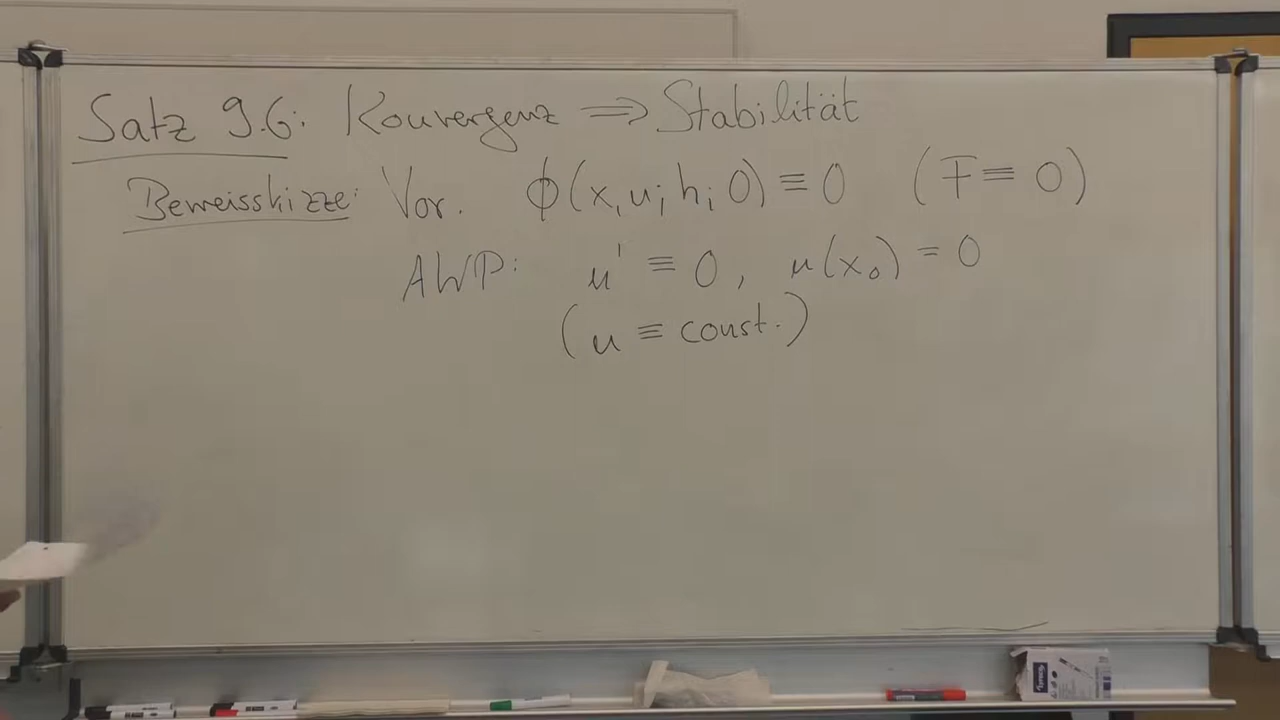 Satz 9.6: Konvergenz ⟹ Stabilität
Beweisskizze: Vor. ϕ(x, u; h; 0) ≡ 0 (F ≡ 0)
AWP: u' ≡ 0, u(x₀) = 0
(u ≡ const.)